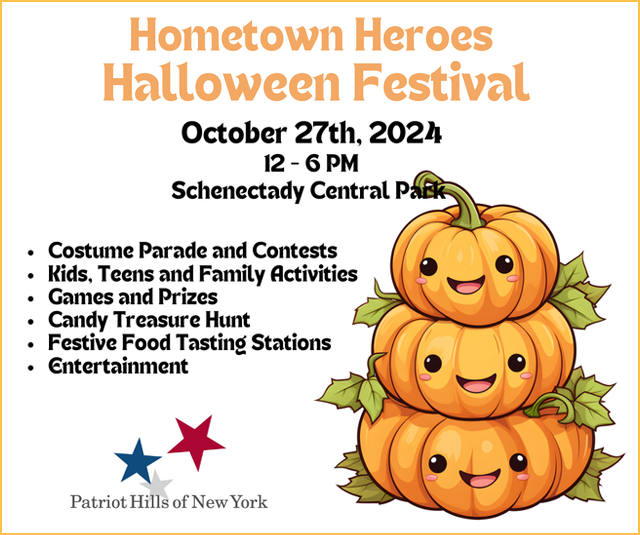 Hometown Heroes
Halloween Festival
October 27th, 2024
12 - 6 PM
Schenectady Central Park
• Costume Parade and Contests
• Kids, Teens and Family Activities
• Games and Prizes
• Candy Treasure Hunt
• Festive Food Tasting Stations
• Entertainment
Patriot Hills of New York